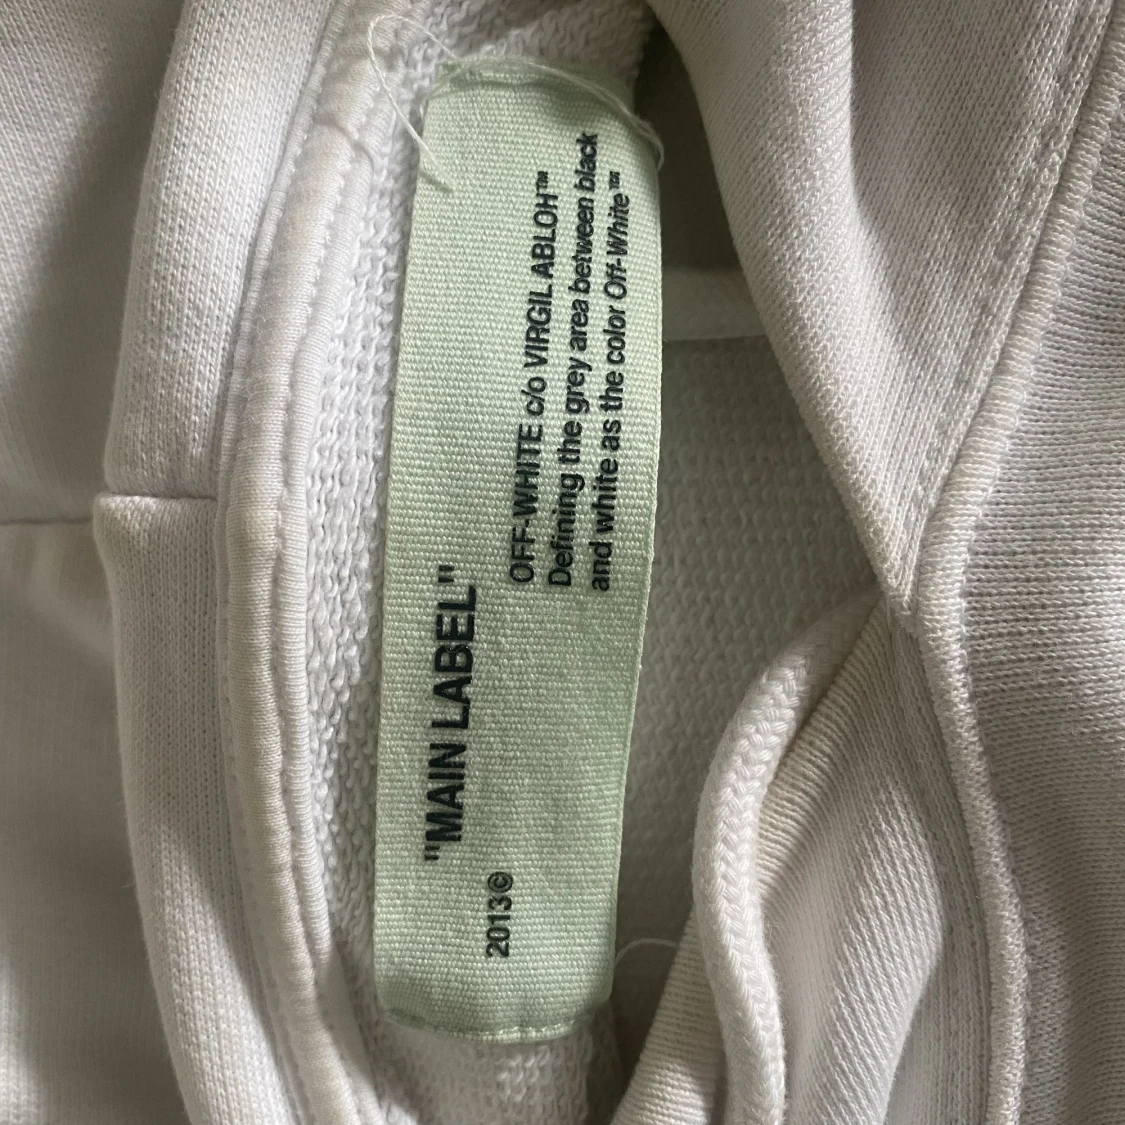 "MAIN LABEL"
2013©
OFF-WHITE c/o VIRGIL ABLOH™
Defining the grey area between black
and white as the color Off-White™